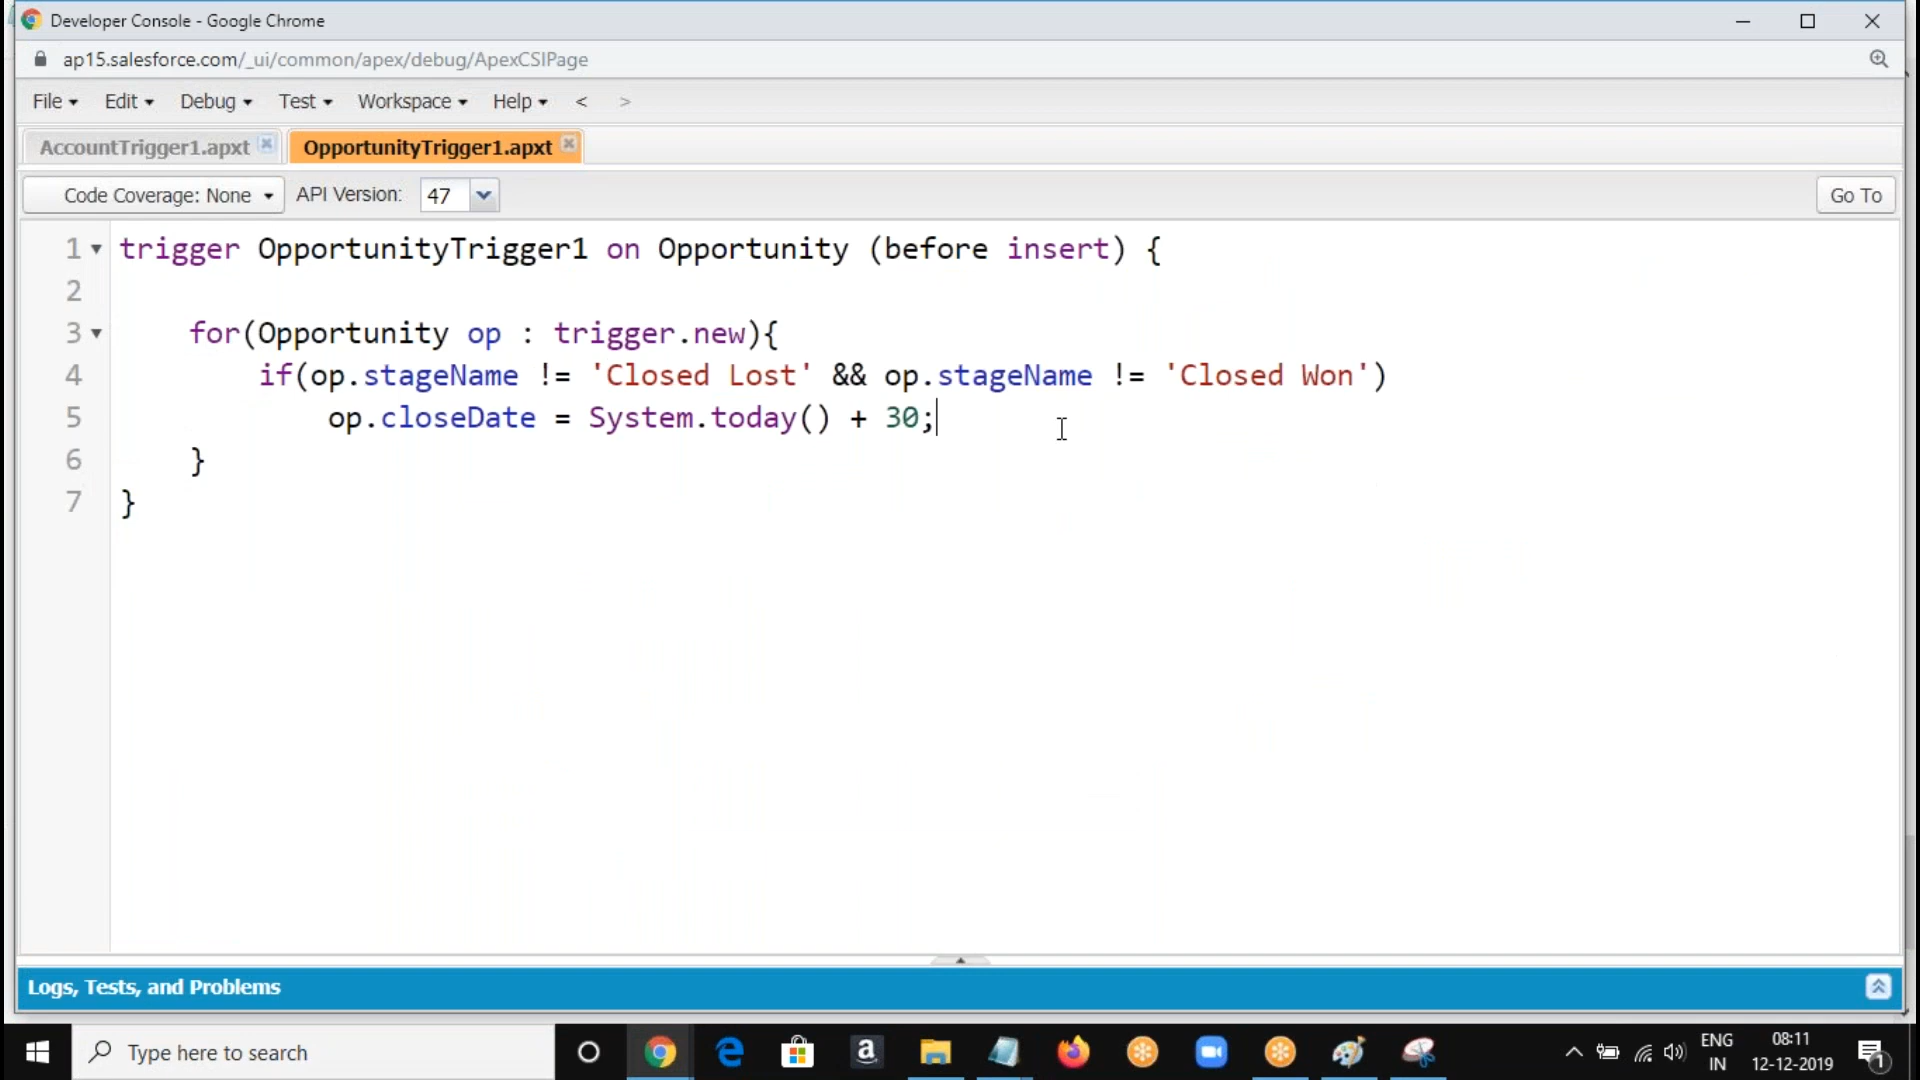 Developer Console - Google Chrome
ap15.salesforce.com/_ui/common/apex/debug/ApexCSIPage
File Edit Debug Test Workspace Help < >
AccountTrigger1.apxt OpportunityTrigger1.apxt
Code Coverage: None API Version: 47 Go To
1 trigger OpportunityTrigger1 on Opportunity (before insert) {
2
3 for(Opportunity op : trigger.new){
4 if(op.stageName != 'Closed Lost' && op.stageName != 'Closed Won')
5 op.closeDate = System.today() + 30;
6 }
7 }
Logs, Tests, and Problems
Type here to search
a
ENG
IN
08:11
12-12-2019
1